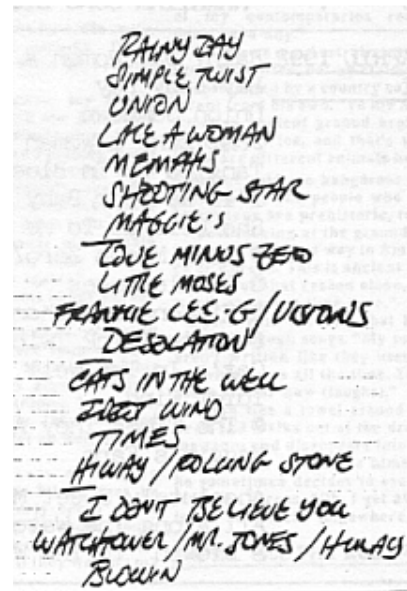 RAINY DAY
SIMPLE TWIST
UNION
LIKE A WOMAN
MEMPHIS
SHOOTING STAR
MAGGIE'S
LOVE MINUS ZERO
LITTLE MOSES
FRANKIE LEE:G/VISIONS
DESOLATION
CATS IN THE WELL
IDIOT WIND
TIMES
HIWAY/ROLLING STONE
I DON'T BELIEVE YOU
WATCHTOWER/MR. JONES/HIWAY
BLOWIN